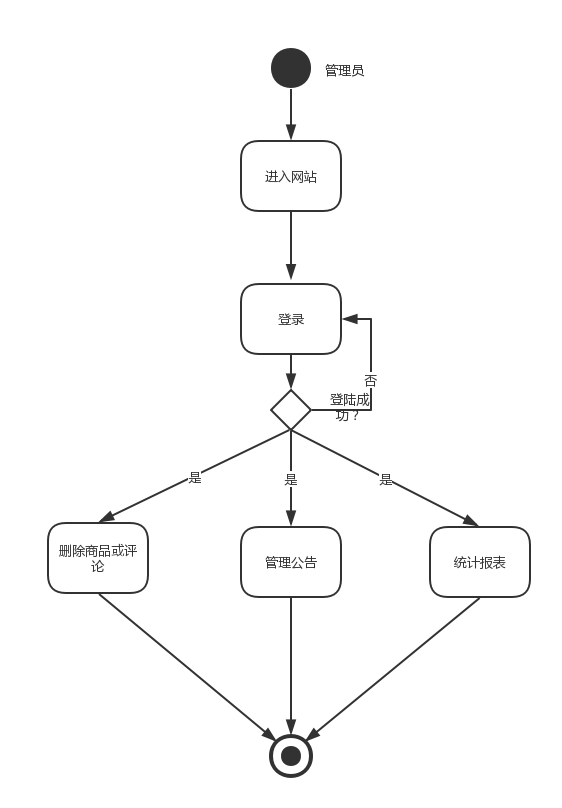 管理员
进入网站
登录
否
登陆成
功？
是
是
是
删除商品或评
论
管理公告
统计报表